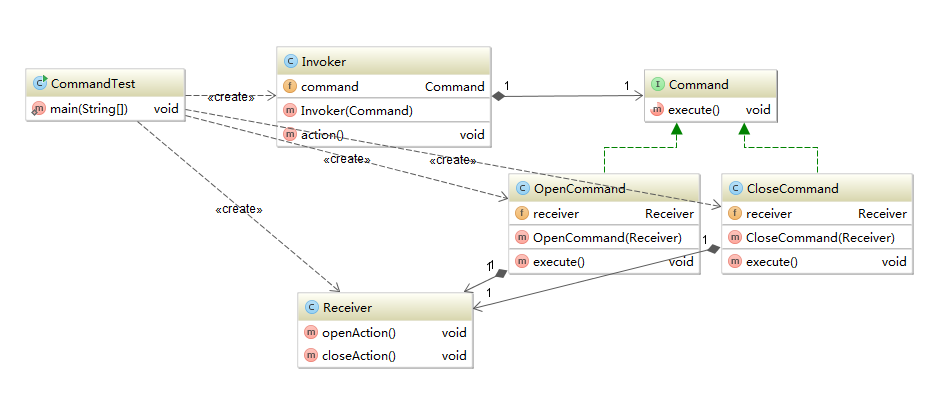 CommandTest
main(String[]) void
Invoker
command Command
Invoker(Command)
action() void
Command
execute() void
OpenCommand
receiver Receiver
OpenCommand(Receiver)
execute() void
CloseCommand
receiver Receiver
CloseCommand(Receiver)
execute() void
Receiver
openAction() void
closeAction() void
«create»
«create»
«create»
«create»
1
1
1
1
1
1